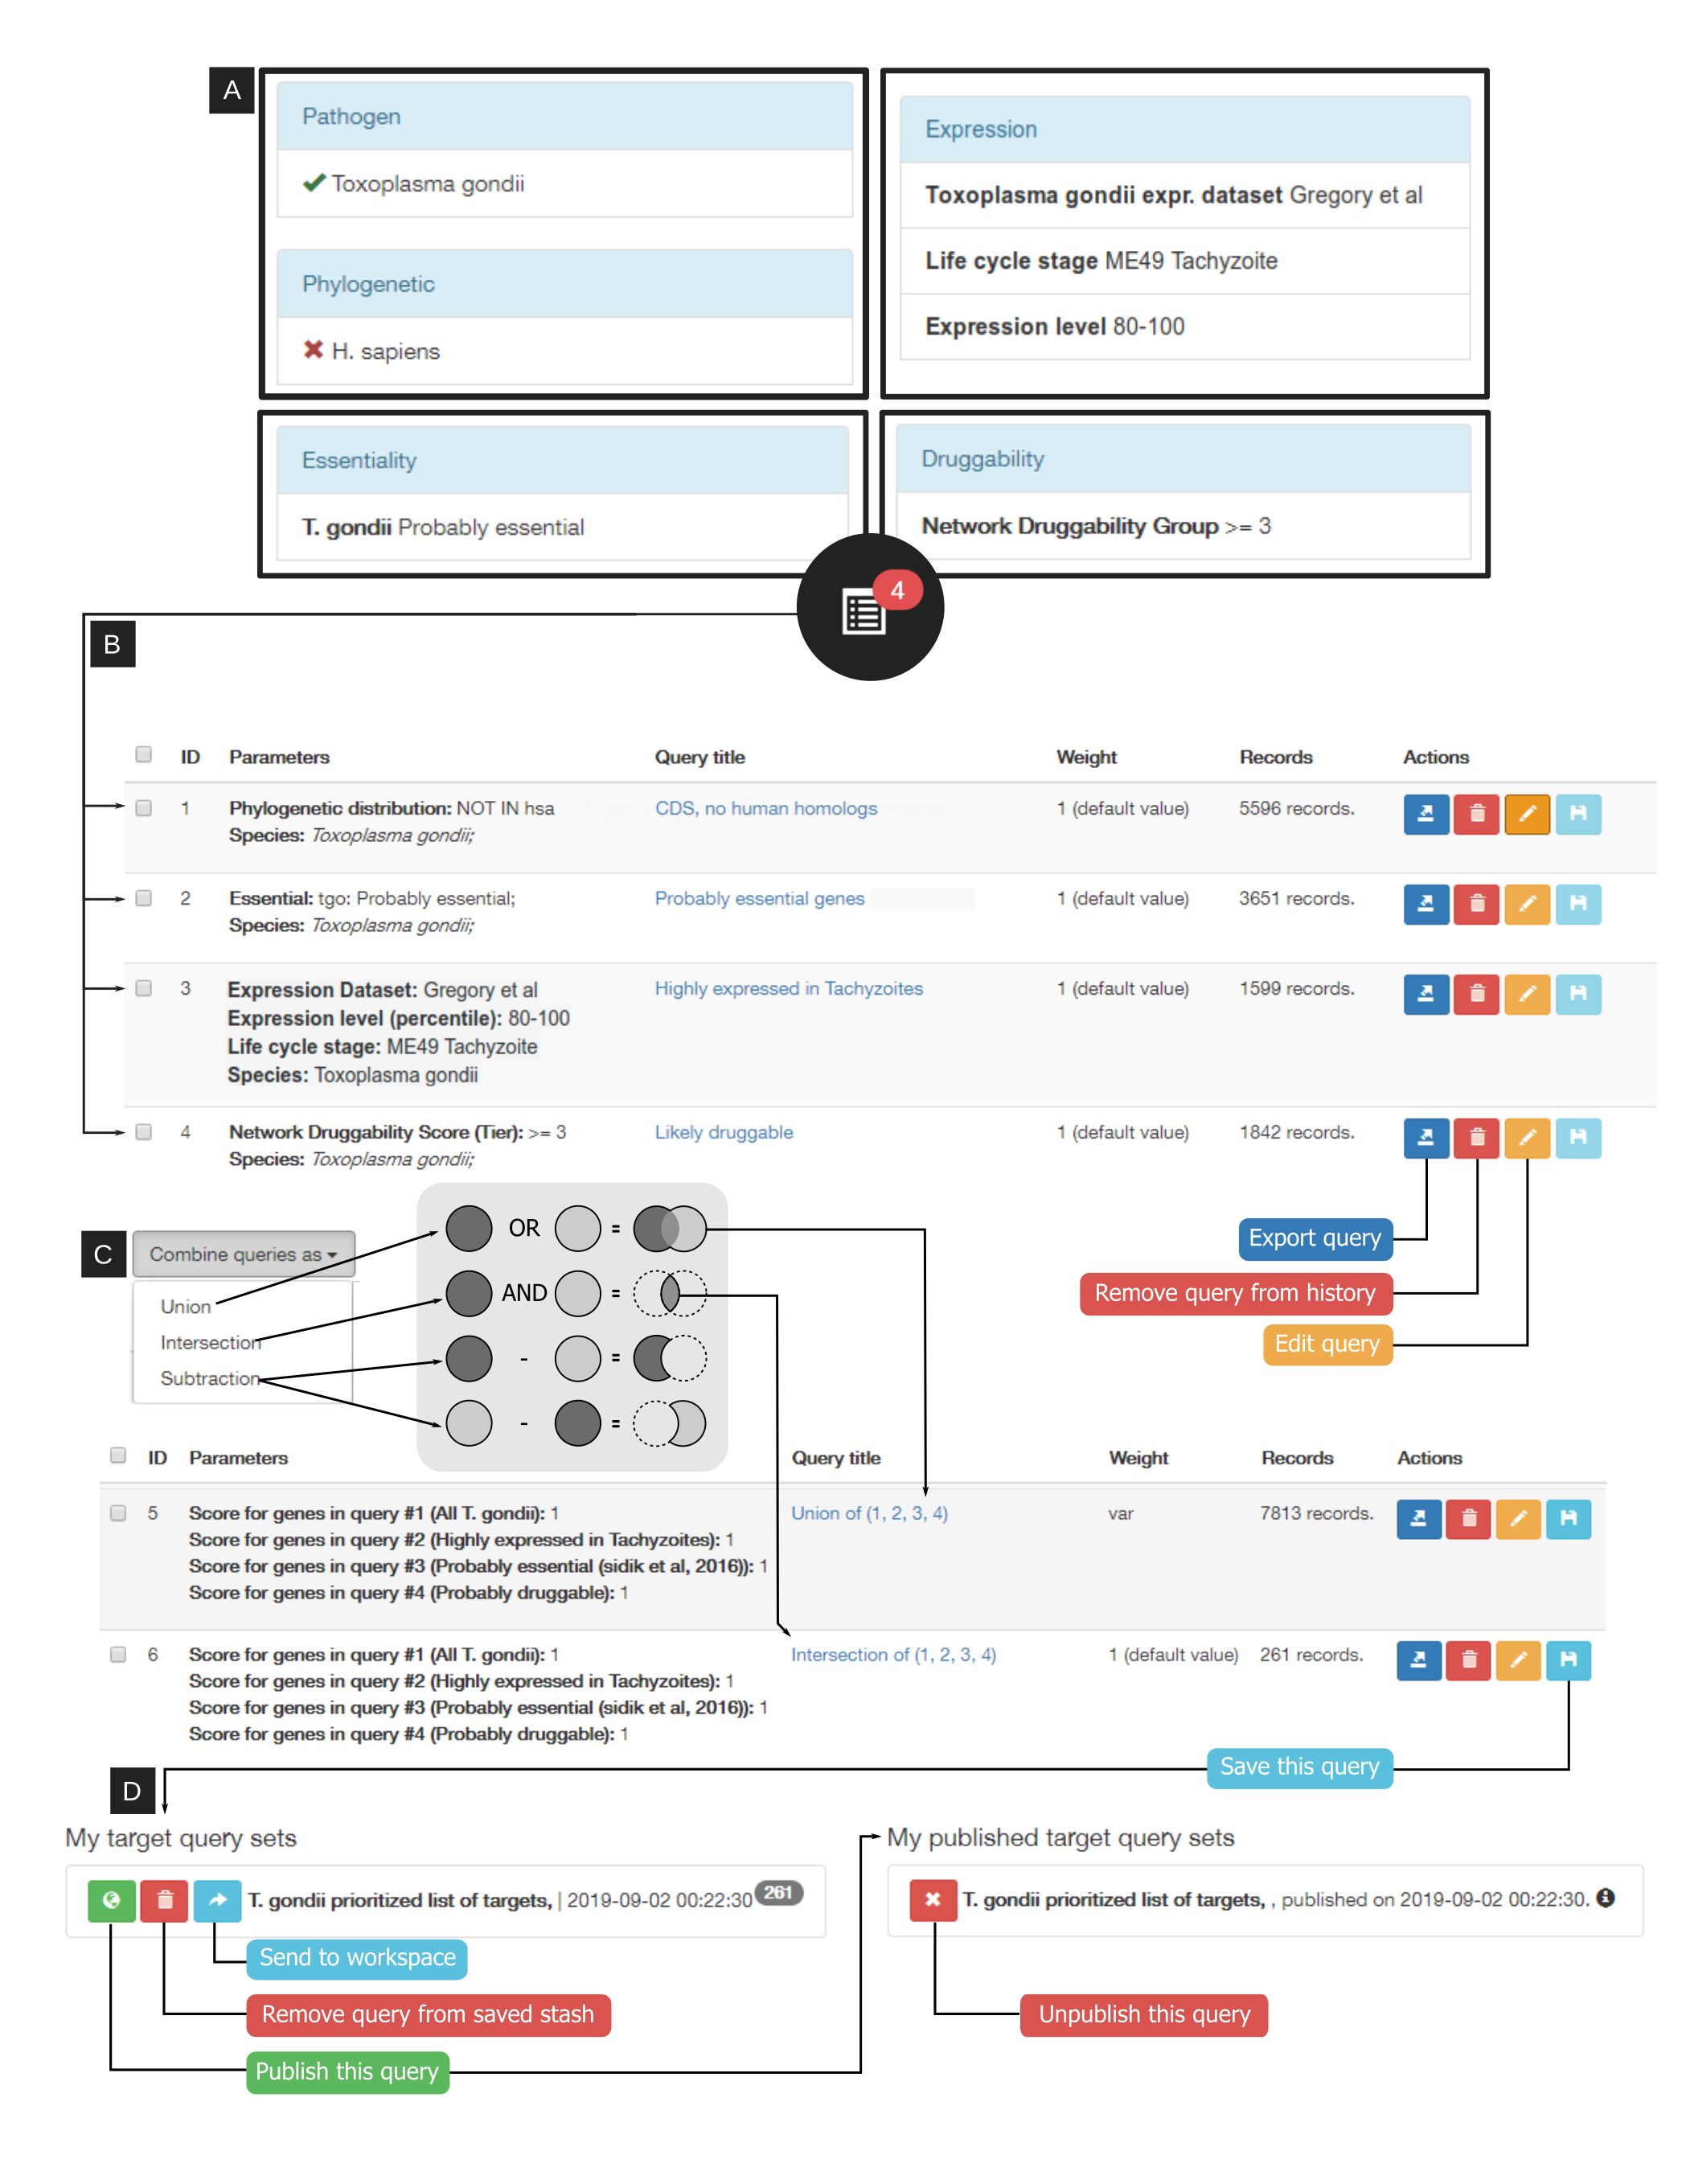 A
Pathogen
Toxoplasma gondii
Phylogenetic
H. sapiens
Expression
Toxoplasma gondii expr. dataset Gregory et al
Life cycle stage ME49 Tachyzoite
Expression level 80-100
Essentiality
T. gondii Probably essential
Druggability
Network Druggability Group >= 3
4
B
ID Parameters Query title Weight Records Actions
1 Phylogenetic distribution: NOT IN hsa CDS, no human homologs 1 (default value) 5596 records.
Species: Toxoplasma gondii;
2 Essential: tgo: Probably essential; Probably essential genes 1 (default value) 3651 records.
Species: Toxoplasma gondii;
3 Expression Dataset: Gregory et al Highly expressed in Tachyzoites 1 (default value) 1599 records.
Expression level (percentile): 80-100
Life cycle stage: ME49 Tachyzoite
Species: Toxoplasma gondii
4 Network Druggability Score (Tier): >= 3 Likely druggable 1 (default value) 1842 records.
Species: Toxoplasma gondii;
Export query
Remove query from history
Edit query
C
Combine queries as
Union
Intersection
Subtraction
OR =
AND =
- =
- =
ID Parameters Query title Weight Records Actions
5 Score for genes in query #1 (All T. gondii): 1 Union of (1, 2, 3, 4) var 7813 records.
Score for genes in query #2 (Highly expressed in Tachyzoites): 1
Score for genes in query #3 (Probably essential (sidik et al, 2016)): 1
Score for genes in query #4 (Probably druggable): 1
6 Score for genes in query #1 (All T. gondii): 1 Intersection of (1, 2, 3, 4) 1 (default value) 261 records.
Score for genes in query #2 (Highly expressed in Tachyzoites): 1
Score for genes in query #3 (Probably essential (sidik et al, 2016)): 1
Score for genes in query #4 (Probably druggable): 1
Save this query
D
My target query sets
T. gondii prioritized list of targets, | 2019-09-02 00:22:30 261
Send to workspace
Remove query from saved stash
Publish this query
My published target query sets
T. gondii prioritized list of targets, , published on 2019-09-02 00:22:30.
Unpublish this query